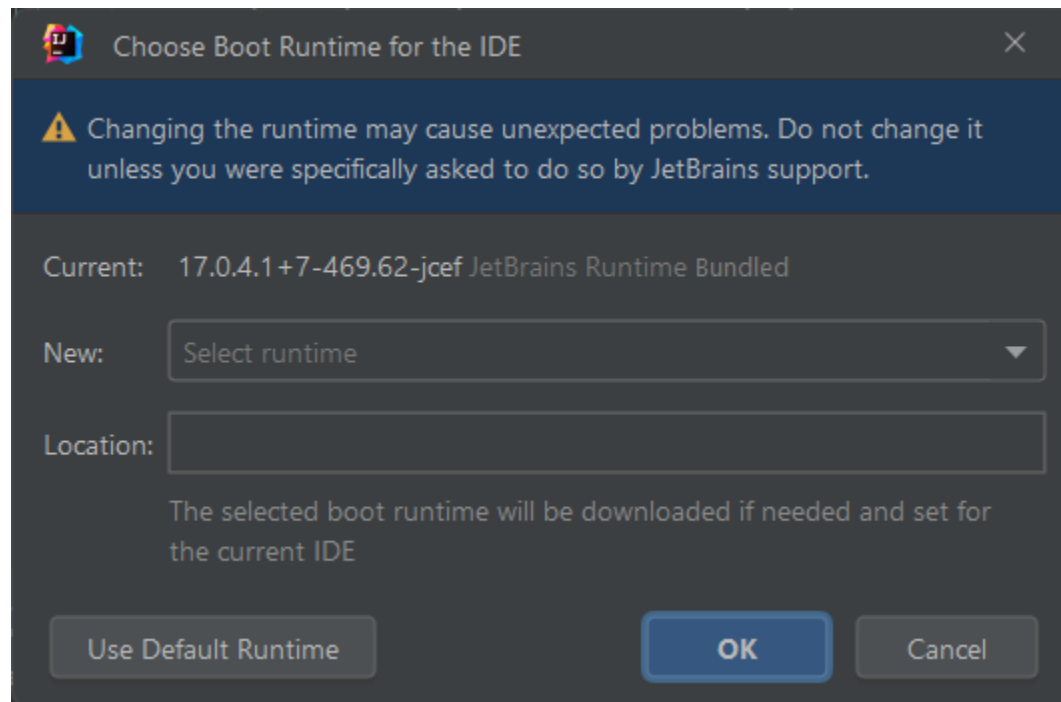 IJ
Choose Boot Runtime for the IDE
Changing the runtime may cause unexpected problems. Do not change it
unless you were specifically asked to do so by JetBrains support.
Current: 17.0.4.1+7-469.62-jcef JetBrains Runtime Bundled
New: Select runtime
Location:
The selected boot runtime will be downloaded if needed and set for
the current IDE
Use Default Runtime OK Cancel